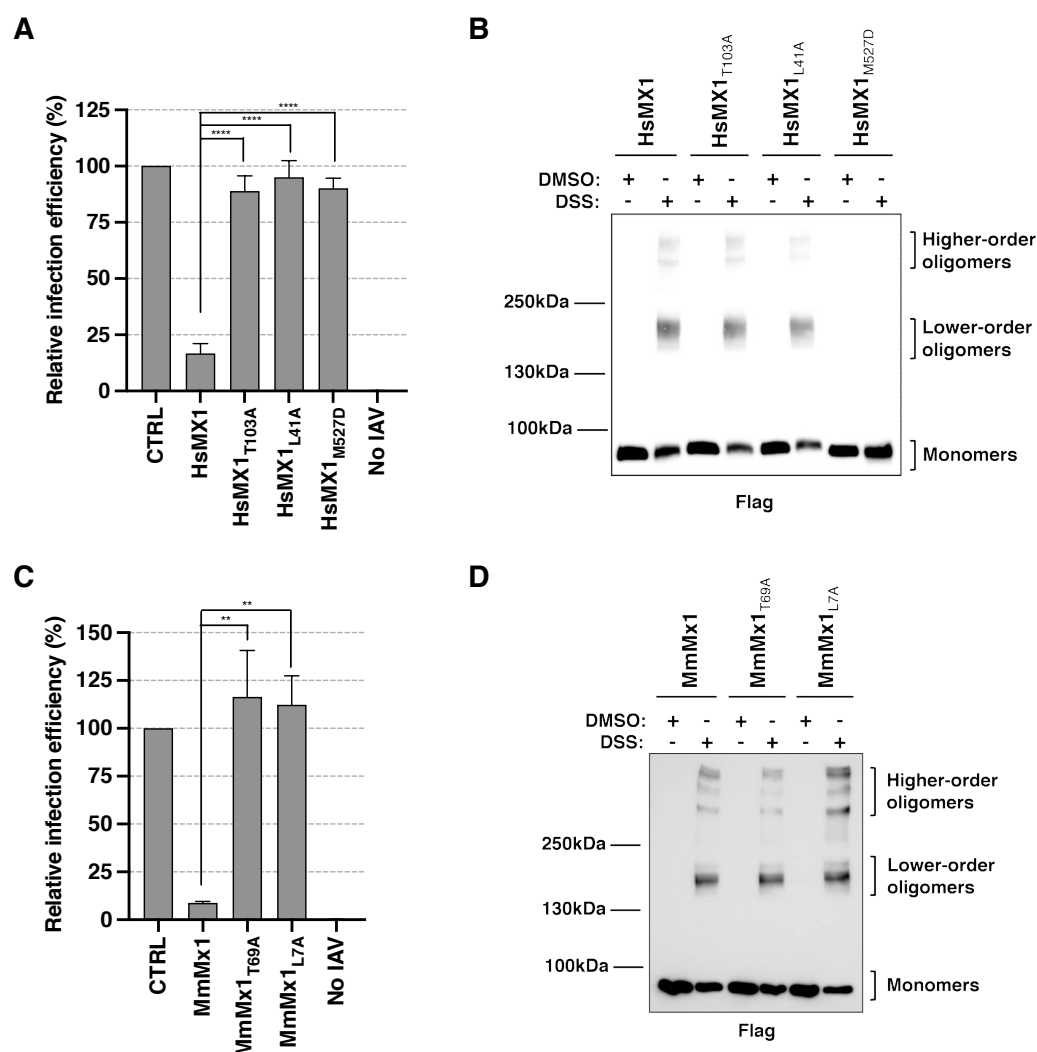 A
Relative infection efficiency (%)
125
100
75
50
25
0
****
****
****
CTRL
HsMX1
HsMX1T103A
HsMX1L41A
HsMX1M527D
No IAV
B
HsMX1
HsMX1T103A
HsMX1L41A
HsMX1M527D
DMSO: + - + - + - + -
DSS: - + - + - + - +
250kDa
130kDa
100kDa
Higher-order
oligomers
Lower-order
oligomers
Monomers
Flag
C
Relative infection efficiency (%)
150
125
100
75
50
25
0
**
**
CTRL
MmMx1
MmMx1T69A
MmMx1L7A
No IAV
D
MmMx1
MmMx1T69A
MmMx1L7A
DMSO: + - + - + -
DSS: - + - + - +
250kDa
130kDa
100kDa
Higher-order
oligomers
Lower-order
oligomers
Monomers
Flag